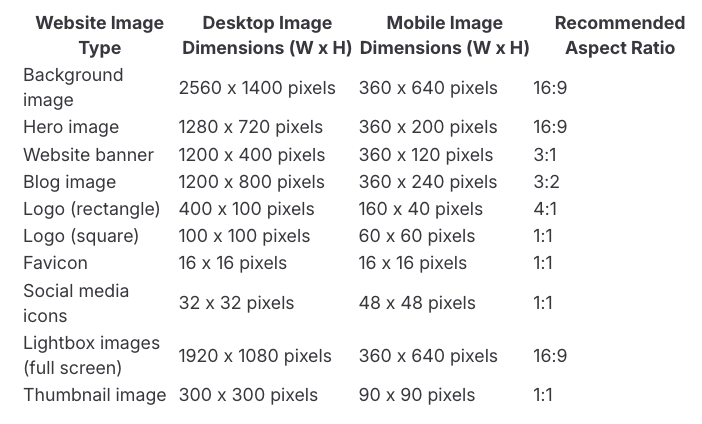 Website Image Type Desktop Image Dimensions (W x H) Mobile Image Dimensions (W x H) Recommended Aspect Ratio
Background image 2560 x 1400 pixels 360 x 640 pixels 16:9
Hero image 1280 x 720 pixels 360 x 200 pixels 16:9
Website banner 1200 x 400 pixels 360 x 120 pixels 3:1
Blog image 1200 x 800 pixels 360 x 240 pixels 3:2
Logo (rectangle) 400 x 100 pixels 160 x 40 pixels 4:1
Logo (square) 100 x 100 pixels 60 x 60 pixels 1:1
Favicon 16 x 16 pixels 16 x 16 pixels 1:1
Social media icons 32 x 32 pixels 48 x 48 pixels 1:1
Lightbox images (full screen) 1920 x 1080 pixels 360 x 640 pixels 16:9
Thumbnail image 300 x 300 pixels 90 x 90 pixels 1:1